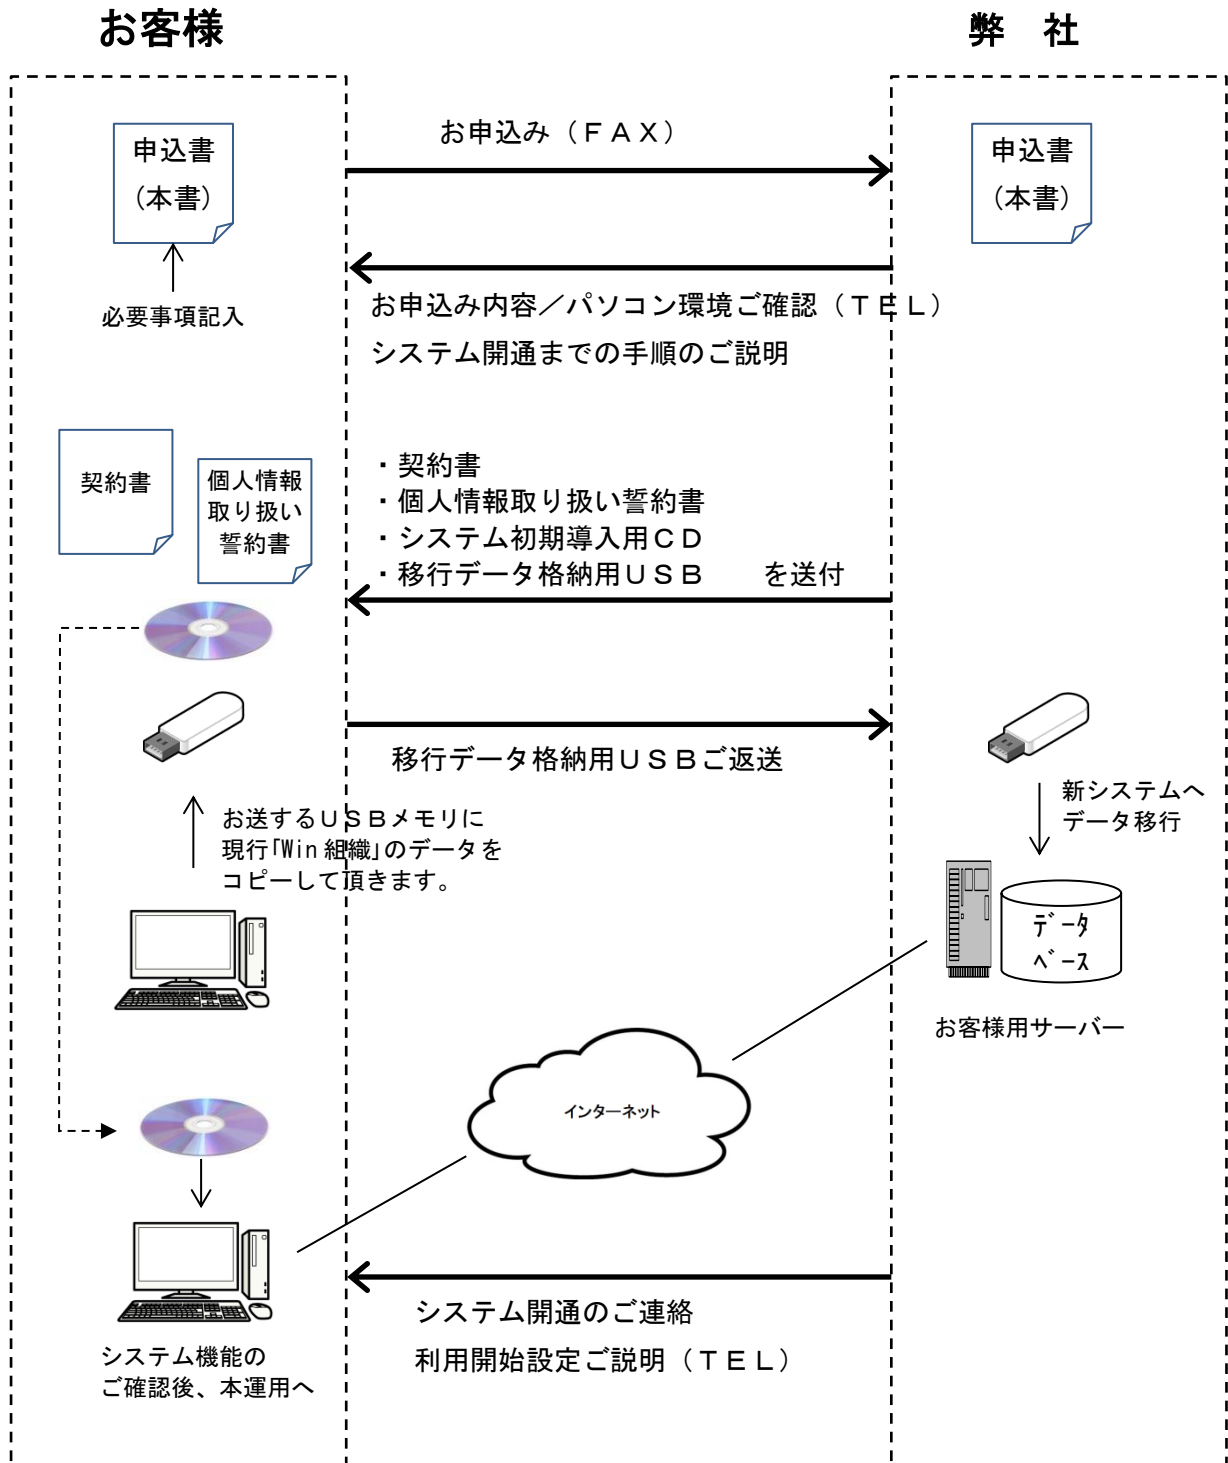 お客様
弊　社
申込書
(本書)
お申込み（ＦＡＸ）
申込書
(本書)
必要事項記入
お申込み内容／パソコン環境ご確認（ＴＥＬ）
システム開通までの手順のご説明
契約書
個人情報
取り扱い
誓約書
・契約書
・個人情報取り扱い誓約書
・システム初期導入用ＣＤ
・移行データ格納用ＵＳＢ　　を送付
移行データ格納用ＵＳＢご返送
お送するＵＳＢメモリに
現行｢Win 組織｣のデータを
コピーして頂きます。
新システムへ
データ移行
ﾃﾞｰﾀ
ﾍﾞｰｽ
お客様用サーバー
インターネット
システム開通のご連絡
利用開始設定ご説明（ＴＥＬ）
システム機能の
ご確認後、本運用へ